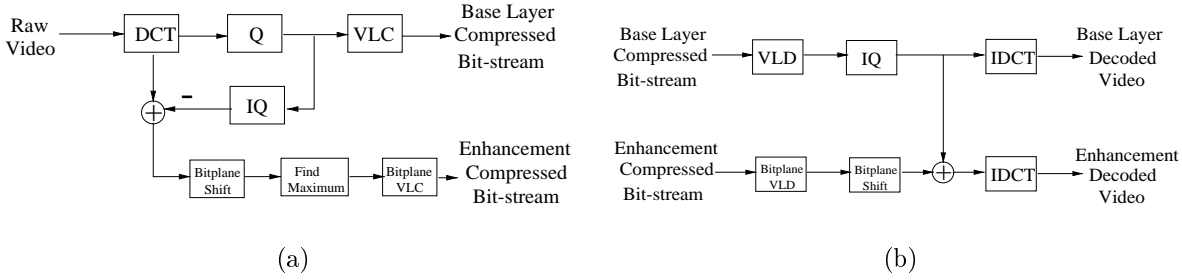 Raw
Video
DCT
Q
VLC
Base Layer
Compressed
Bit-stream
–
+
IQ
Bitplane
Shift
Find
Maximum
Bitplane
VLC
Enhancement
Compressed
Bit-stream
(a)
Base Layer
Compressed
Bit-stream
VLD
IQ
IDCT
Base Layer
Decoded
Video
Enhancement
Compressed
Bit-stream
Bitplane
VLD
Bitplane
Shift
+
IDCT
Enhancement
Decoded
Video
(b)